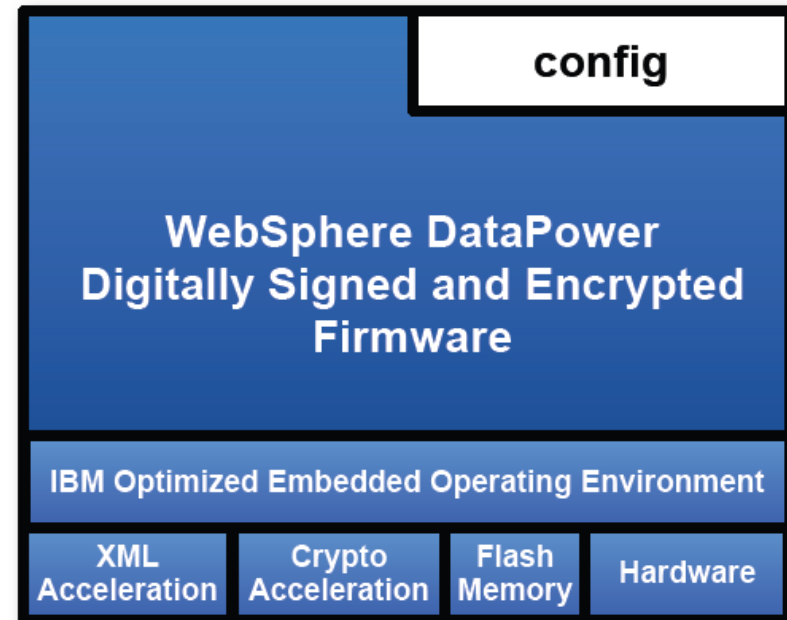 config
WebSphere DataPower
Digitally Signed and Encrypted
Firmware
IBM Optimized Embedded Operating Environment
XML
Acceleration
Crypto
Acceleration
Flash
Memory
Hardware